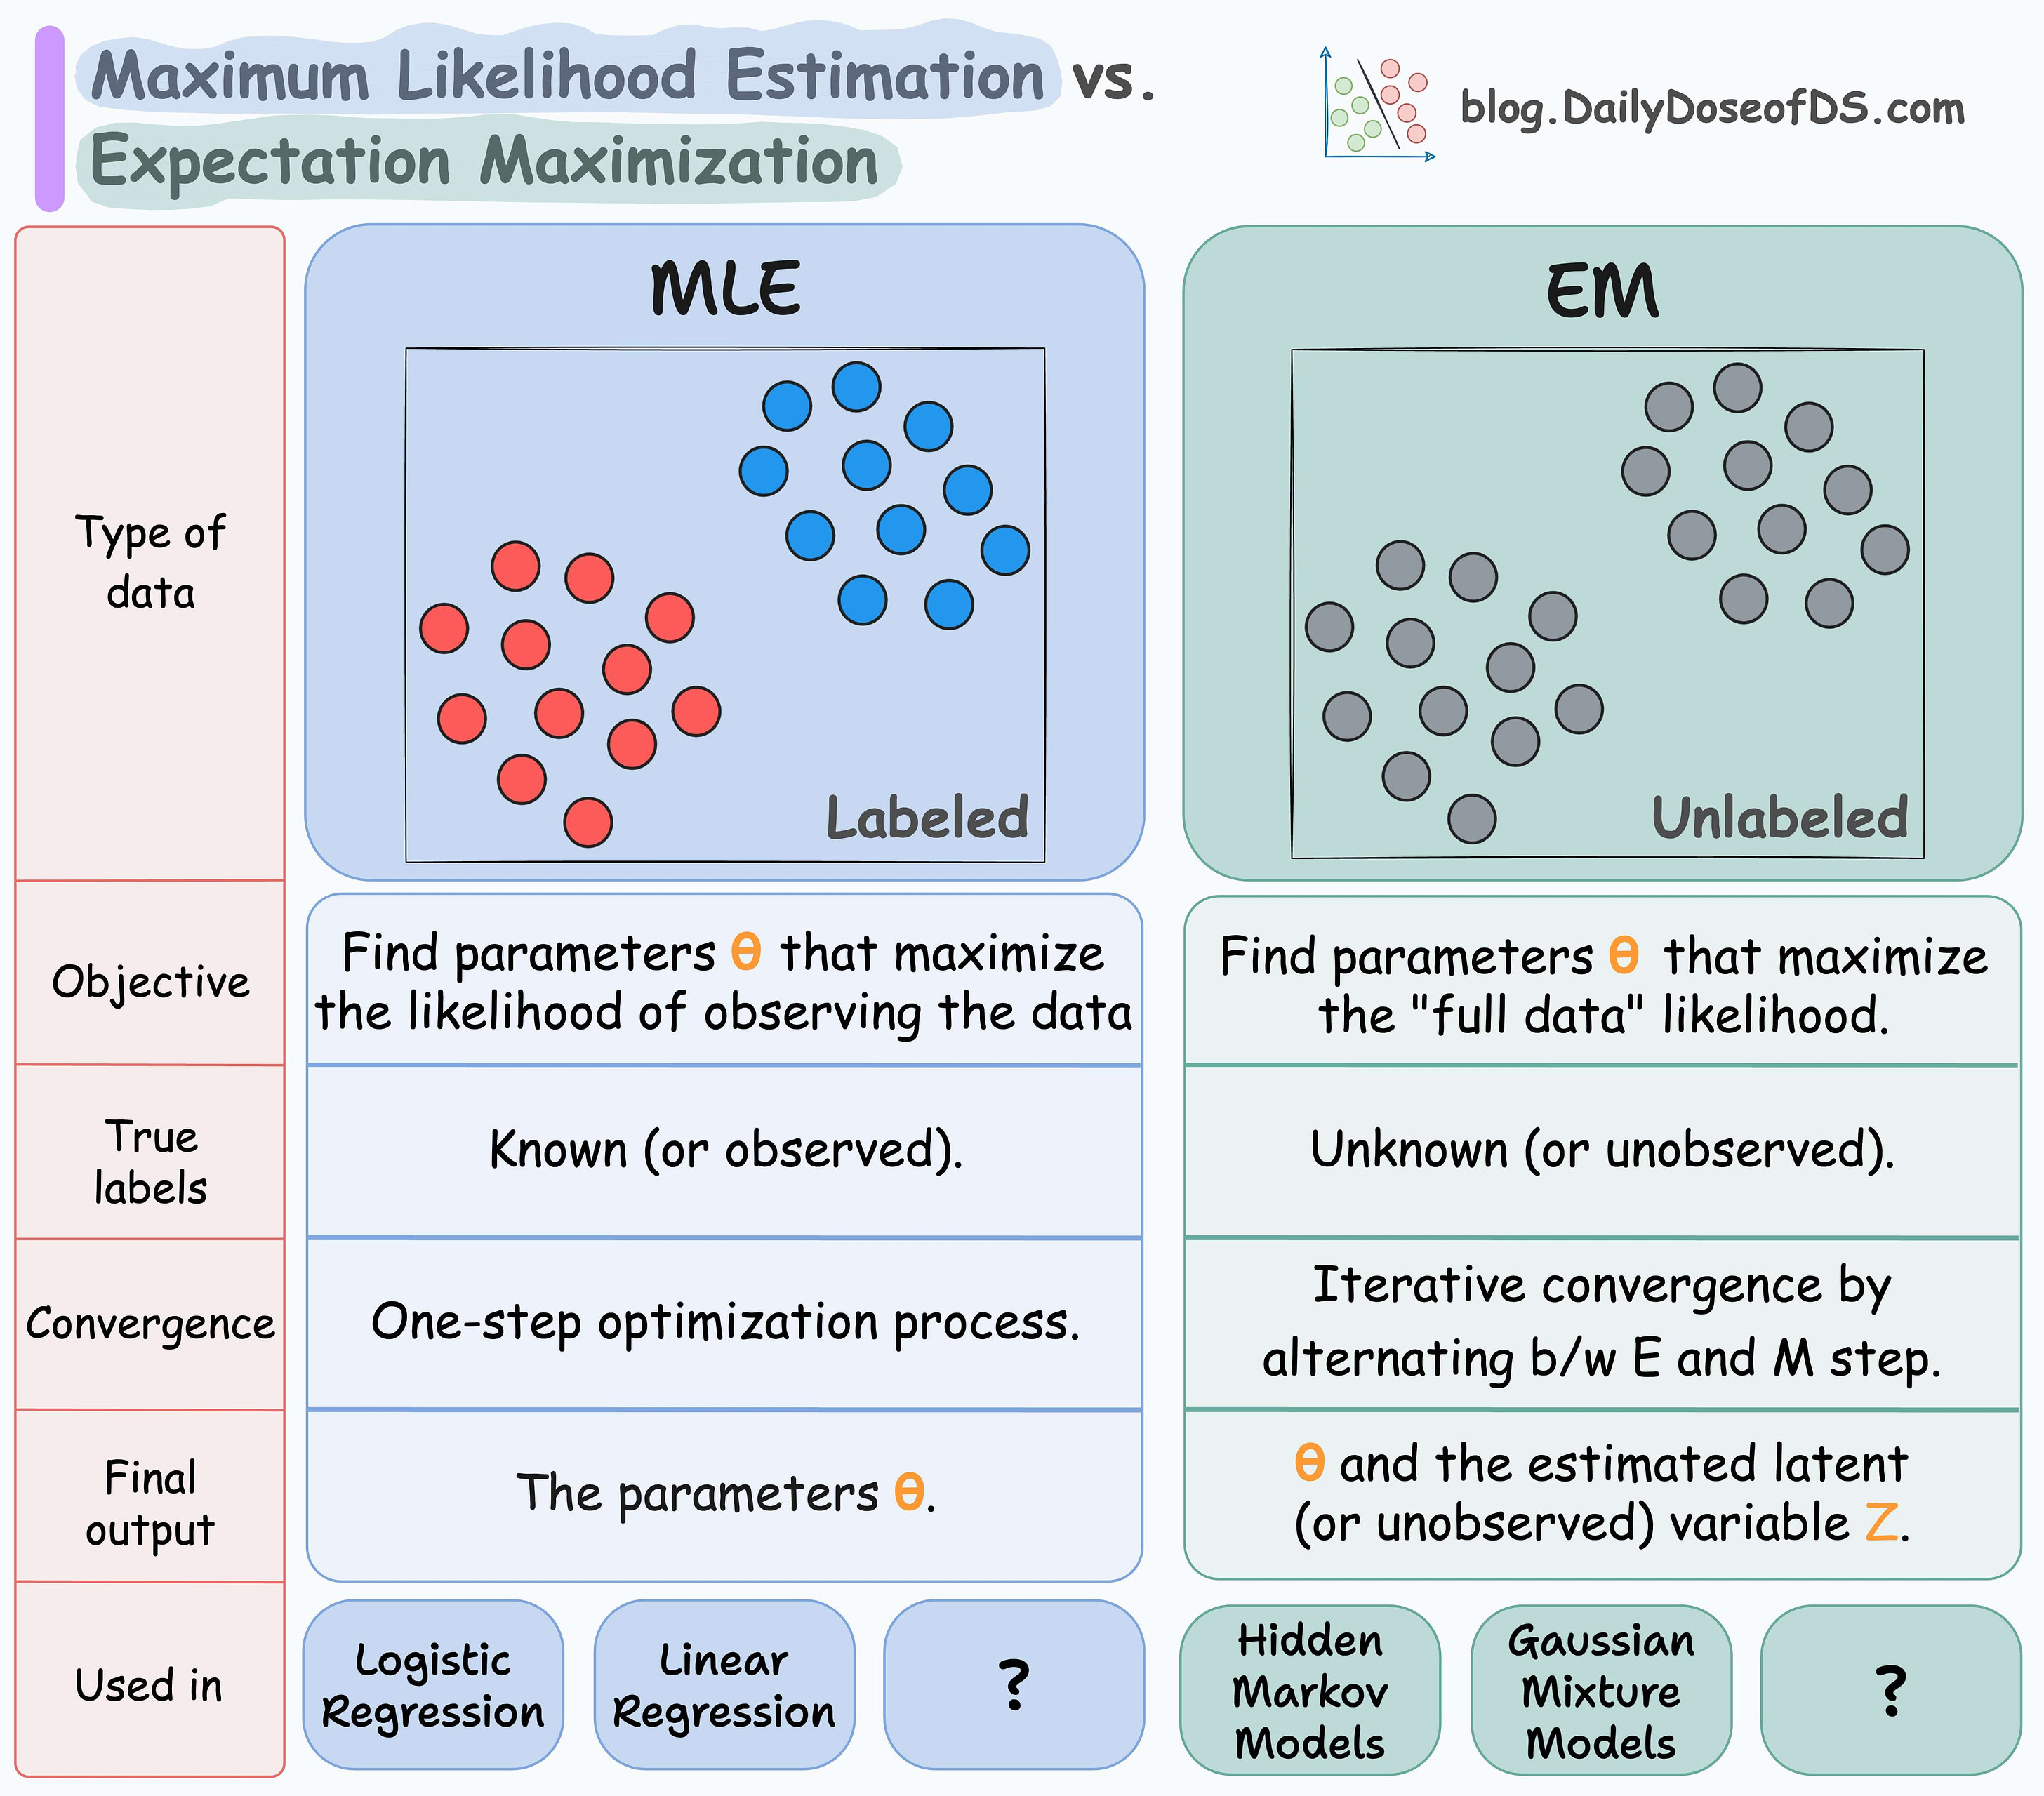 Maximum Likelihood Estimation vs.
Expectation Maximization
blog.DailyDoseofDS.com
MLE
EM
Type of
data
Labeled
Unlabeled
Objective
Find parameters θ that maximize
the likelihood of observing the data
Find parameters θ that maximize
the "full data" likelihood.
True
labels
Known (or observed).
Unknown (or unobserved).
Convergence
One-step optimization process.
Iterative convergence by
alternating b/w E and M step.
Final
output
The parameters θ.
θ and the estimated latent
(or unobserved) variable Z.
Used in
Logistic
Regression
Linear
Regression
?
Hidden
Markov
Models
Gaussian
Mixture
Models
?